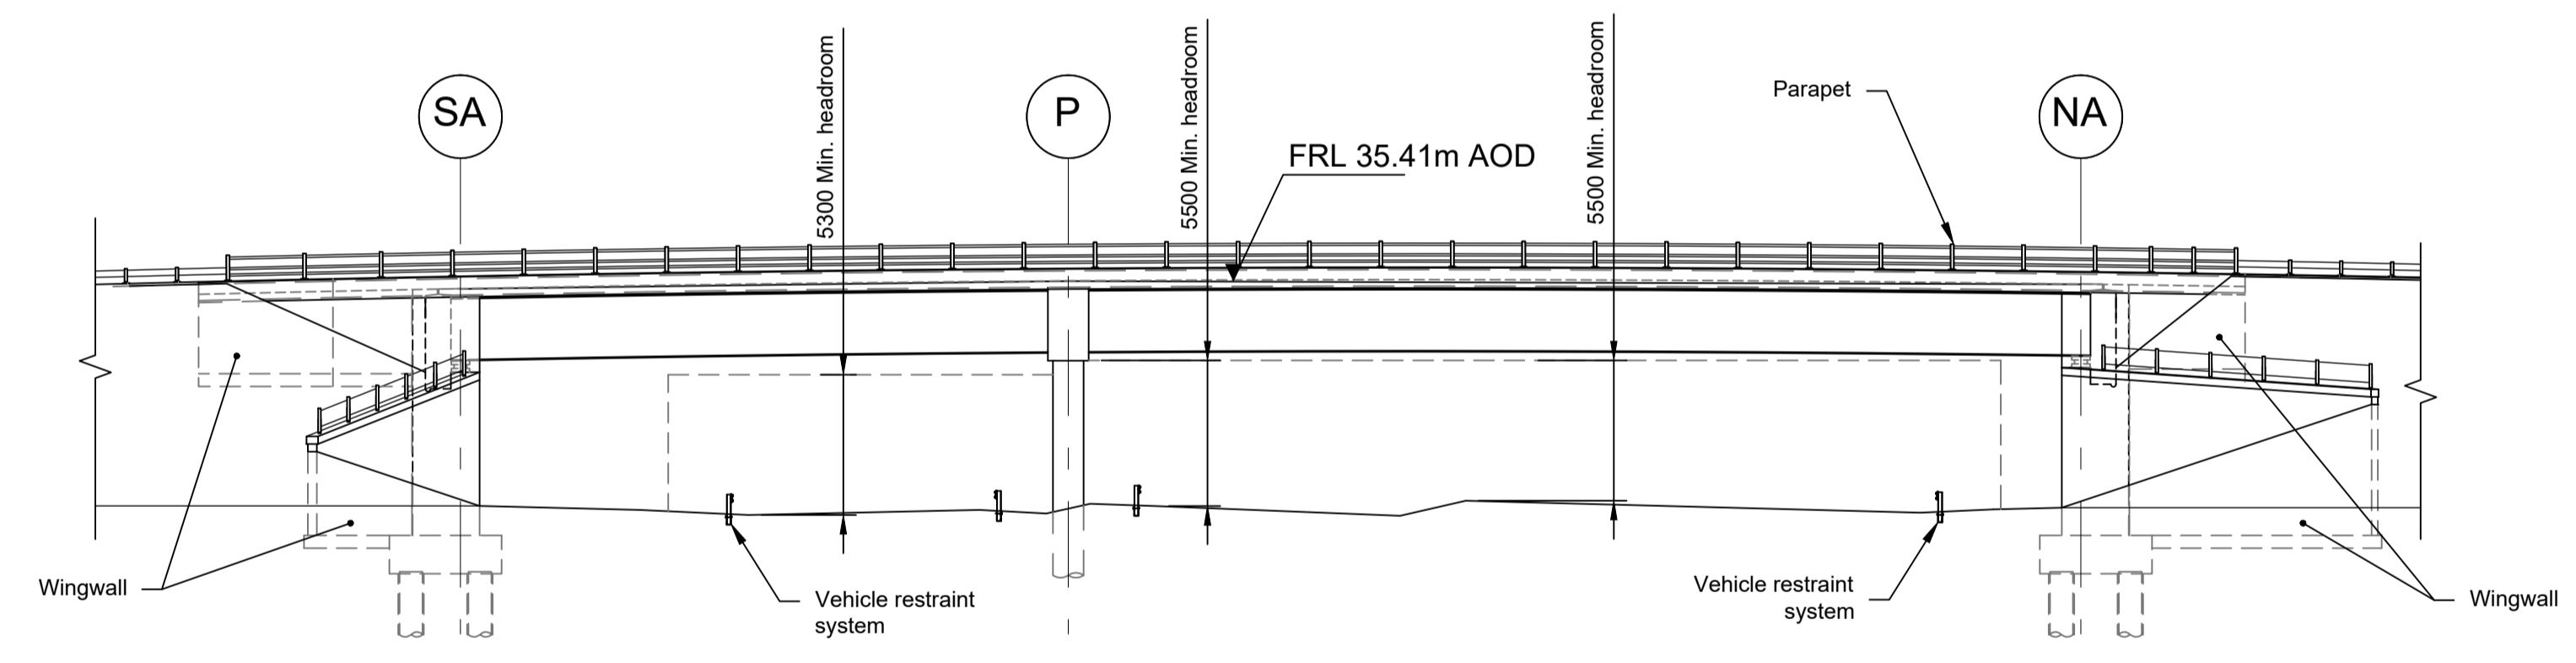 SA
5300 Min. headroom
P
5500 Min. headroom
FRL 35.41m AOD
5500 Min. headroom
Parapet
NA
Wingwall
Vehicle restraint
system
Vehicle restraint
system
Wingwall